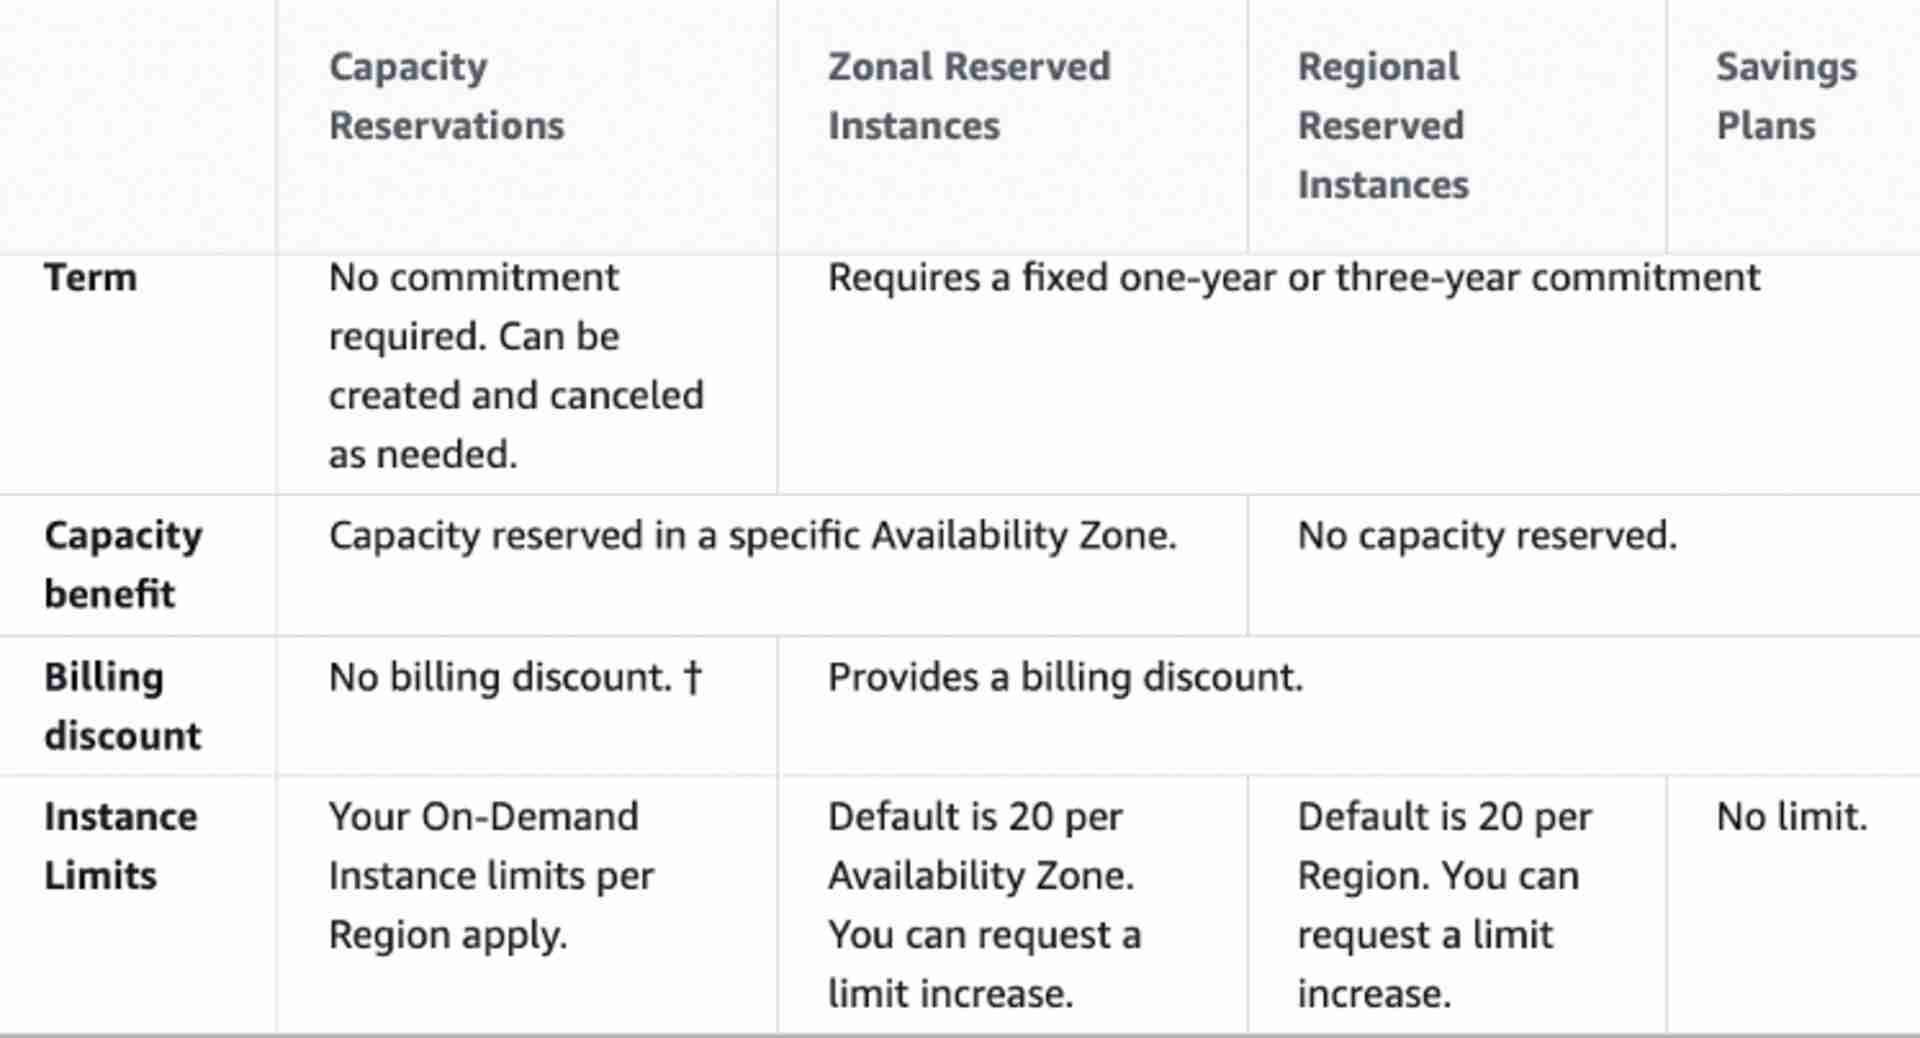 Capacity
Reservations
Zonal Reserved
Instances
Regional
Reserved
Instances
Savings
Plans
Term
No commitment
required. Can be
created and canceled
as needed.
Requires a fixed one-year or three-year commitment
Capacity
benefit
Capacity reserved in a specific Availability Zone.
No capacity reserved.
Billing
discount
No billing discount. †
Provides a billing discount.
Instance
Limits
Your On-Demand
Instance limits per
Region apply.
Default is 20 per
Availability Zone.
You can request a
limit increase.
Default is 20 per
Region. You can
request a limit
increase.
No limit.